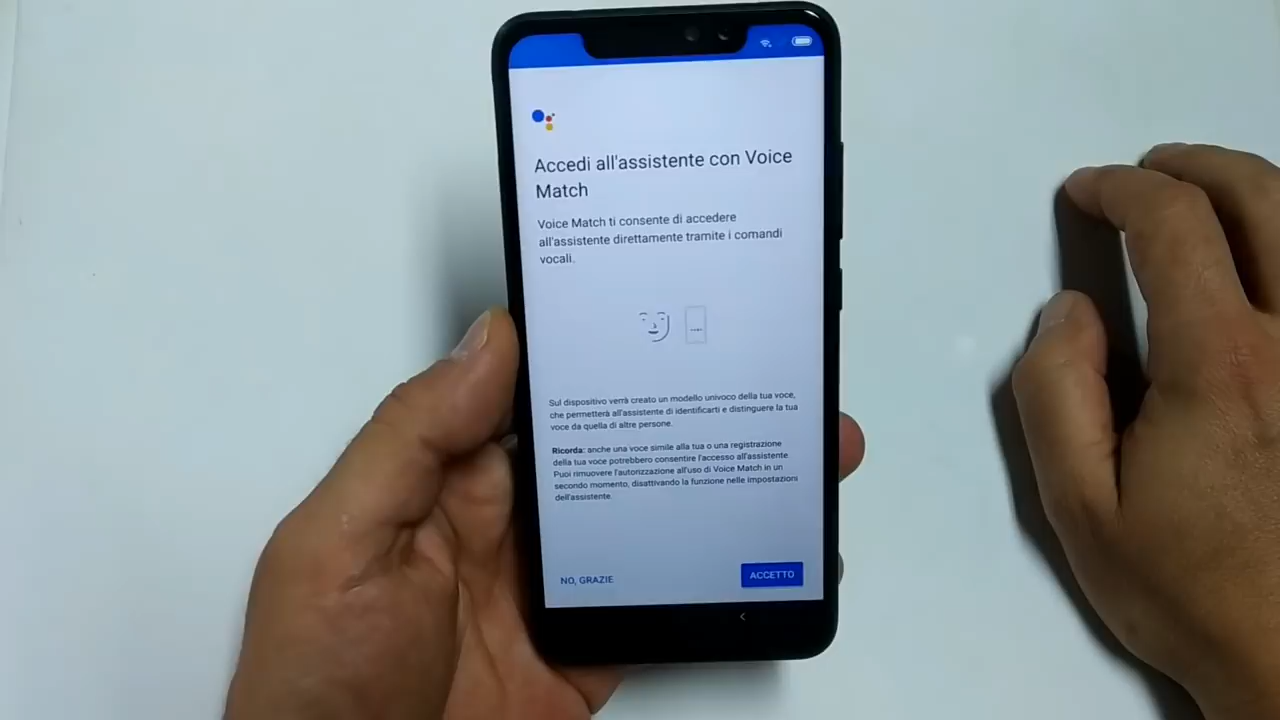 Accedi all'assistente con Voice
Match
Voice Match ti consente di accedere
all'assistente direttamente tramite i comandi
vocali.
Sul dispositivo verrà creato un modello univoco della tua voce,
che permetterà all'assistente di identificarti e distinguere la tua
voce da quella di altre persone.
Ricorda: anche una voce simile alla tua o una registrazione
della tua voce potrebbero consentire l'accesso all'assistente
Puoi rimuovere l'autorizzazione all'uso di Voice Match in un
secondo momento, disattivando la funzione nelle impostazioni
dell'assistente.
NO, GRAZIE
ACCETTO